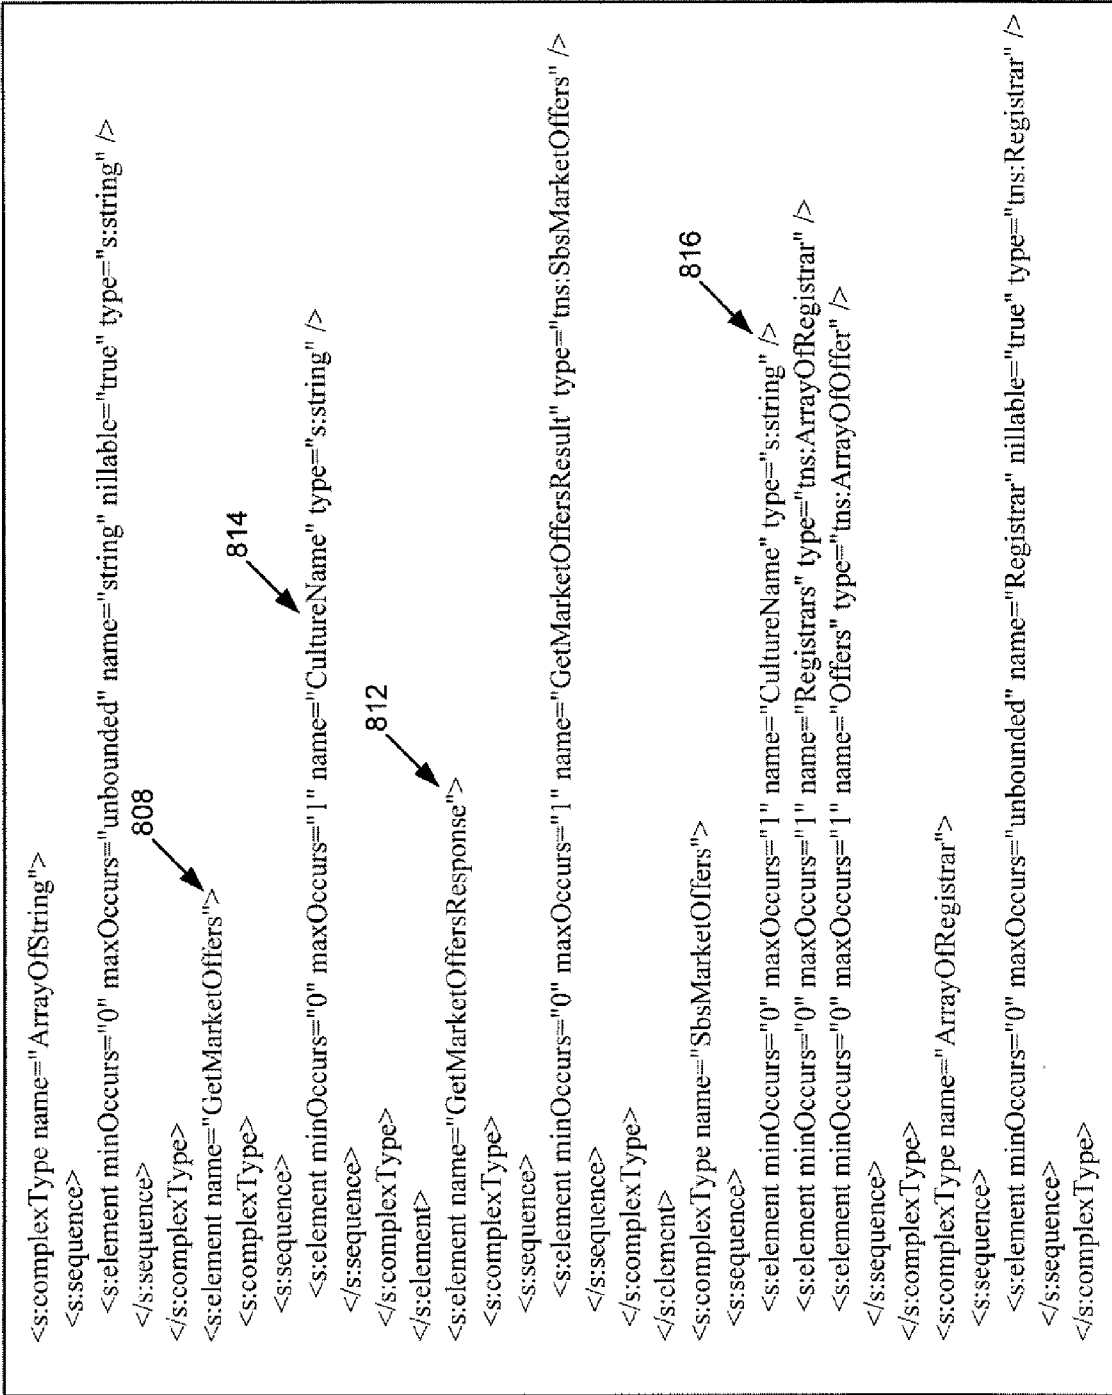 <s:complexType name="ArrayOfString">
<s:sequence>
<s:element minOccurs="0" maxOccurs="unbounded" name="string" nillable="true" type="s:string" />
</s:sequence>
</s:complexType>
808
<s:element name="GetMarketOffers">
<s:complexType>
<s:sequence>
814
<s:element minOccurs="0" maxOccurs="1" name="CultureName" type="s:string" />
</s:sequence>
</s:complexType>
</s:element>
812
<s:element name="GetMarketOffersResponse">
<s:complexType>
<s:sequence>
<s:element minOccurs="0" maxOccurs="1" name="GetMarketOffersResult" type="tns:SbsMarketOffers" />
</s:sequence>
</s:complexType>
</s:element>
<s:complexType name="SbsMarketOffers">
<s:sequence>
816
<s:element minOccurs="0" maxOccurs="1" name="CultureName" type="s:string" />
<s:element minOccurs="0" maxOccurs="1" name="Registrars" type="tns:ArrayOfRegistrar" />
<s:element minOccurs="0" maxOccurs="1" name="Offers" type="tns:ArrayOfOffer" />
</s:sequence>
</s:complexType>
<s:complexType name="ArrayOfRegistrar">
<s:sequence>
<s:element minOccurs="0" maxOccurs="unbounded" name="Registrar" nillable="true" type="tns:Registrar" />
</s:sequence>
</s:complexType>